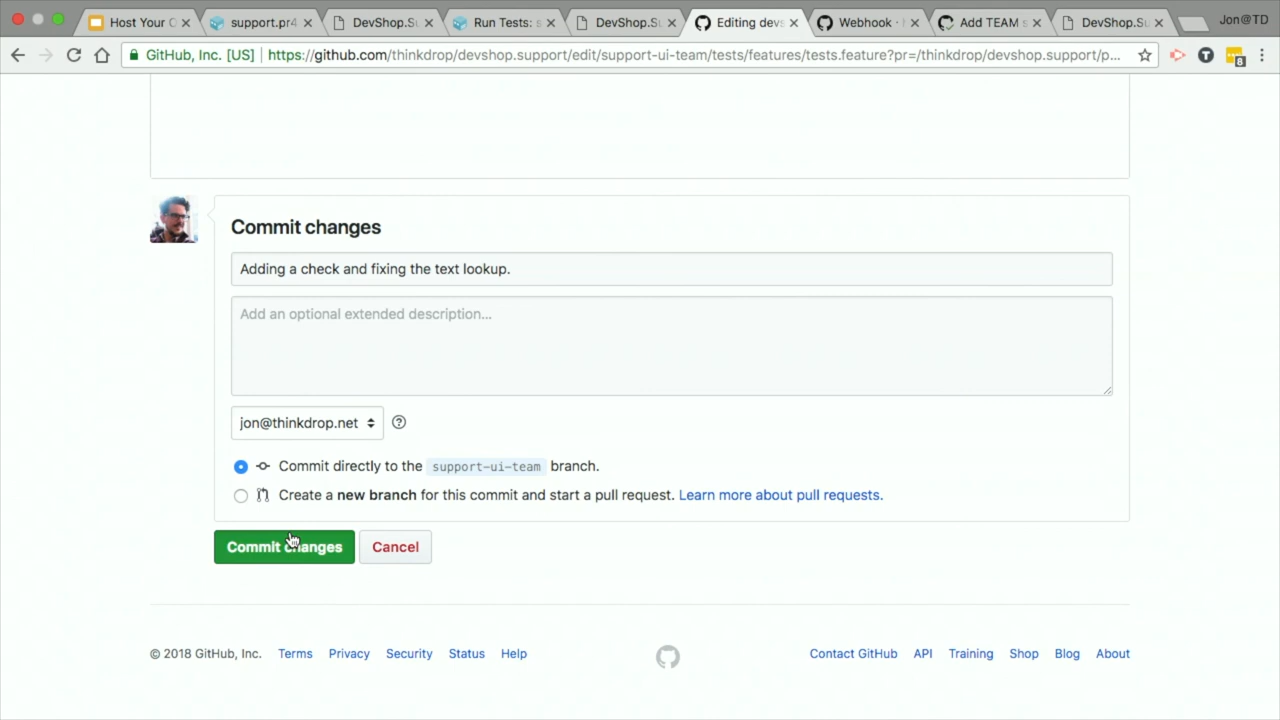 Host Your O
support.pr4
DevShop.Su
Run Tests: s
DevShop.Su
Editing devs
Webhook · h
Add TEAM s
DevShop.Su
Jon@TD
GitHub, Inc. [US]
https://github.com/thinkdrop/devshop.support/edit/support-ui-team/tests/features/tests.feature?pr=/thinkdrop/devshop.support/p...
8
Commit changes
Adding a check and fixing the text lookup.
Add an optional extended description...
jon@thinkdrop.net
Commit directly to the support-ui-team branch.
Create a new branch for this commit and start a pull request. Learn more about pull requests.
Commit changes
Cancel
© 2018 GitHub, Inc. Terms Privacy Security Status Help
Contact GitHub API Training Shop Blog About